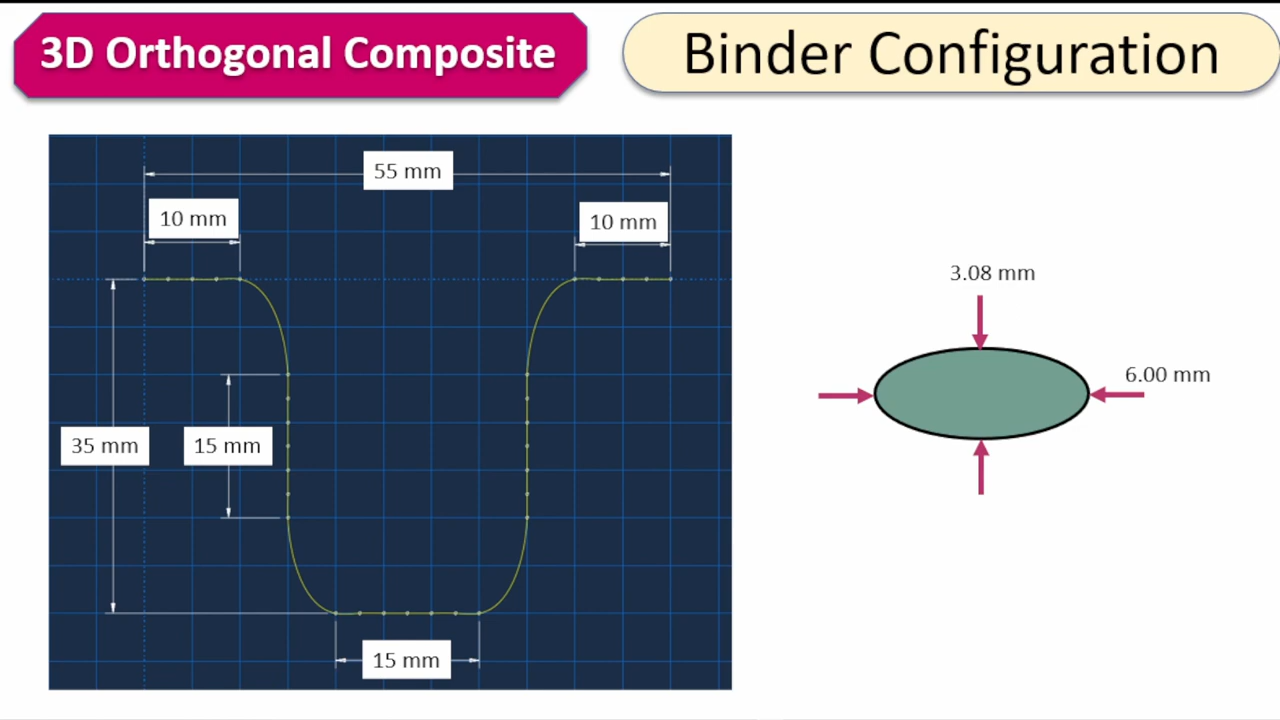 3D Orthogonal Composite
Binder Configuration
55 mm
10 mm
10 mm
3.08 mm
6.00 mm
35 mm
15 mm
15 mm